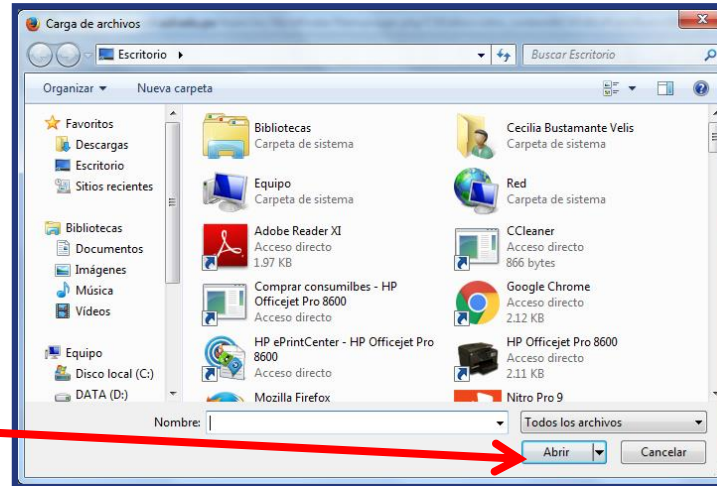 Carga de archivos
Escritorio
Buscar Escritorio
Organizar
Nueva carpeta
Favoritos
Descargas
Escritorio
Sitios recientes
Bibliotecas
Documentos
Imágenes
Música
Vídeos
Equipo
Disco local (C:)
DATA (D:)
Bibliotecas
Carpeta de sistema
Cecilia Bustamante Velis
Carpeta de sistema
Equipo
Carpeta de sistema
Red
Carpeta de sistema
Adobe Reader XI
Acceso directo
1.97 KB
CCleaner
Acceso directo
866 bytes
Comprar consumilbes - HP
Officejet Pro 8600
Acceso directo
Google Chrome
Acceso directo
2.12 KB
HP ePrintCenter - HP Officejet Pro
8600
Acceso directo
HP Officejet Pro 8600
Acceso directo
2.11 KB
Mozilla Firefox
Nitro Pro 9
Nombre:
Todos los archivos
Abrir
Cancelar